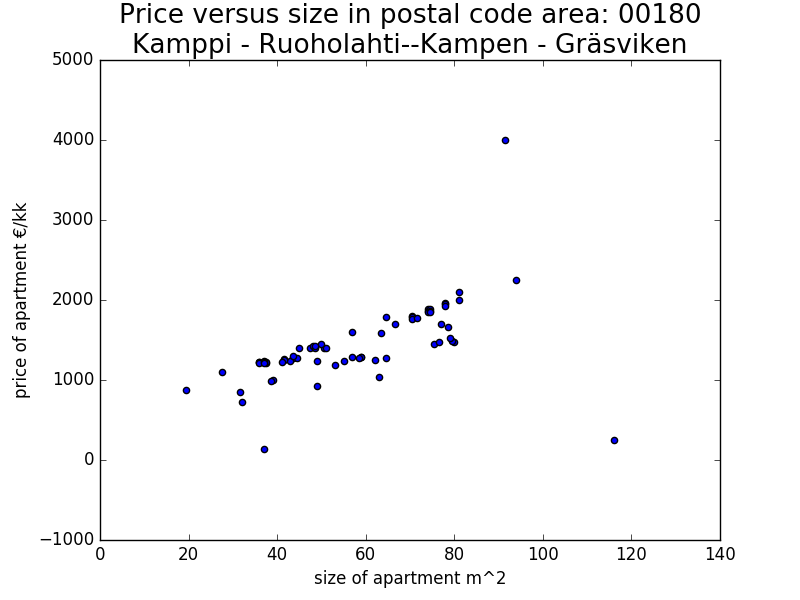 Price versus size in postal code area: 00180
Kamppi - Ruoholahti--Kampen - Gräsviken
5000
4000
3000
2000
1000
0
−1000
price of apartment €/kk
0 20 40 60 80 100 120 140
size of apartment m^2